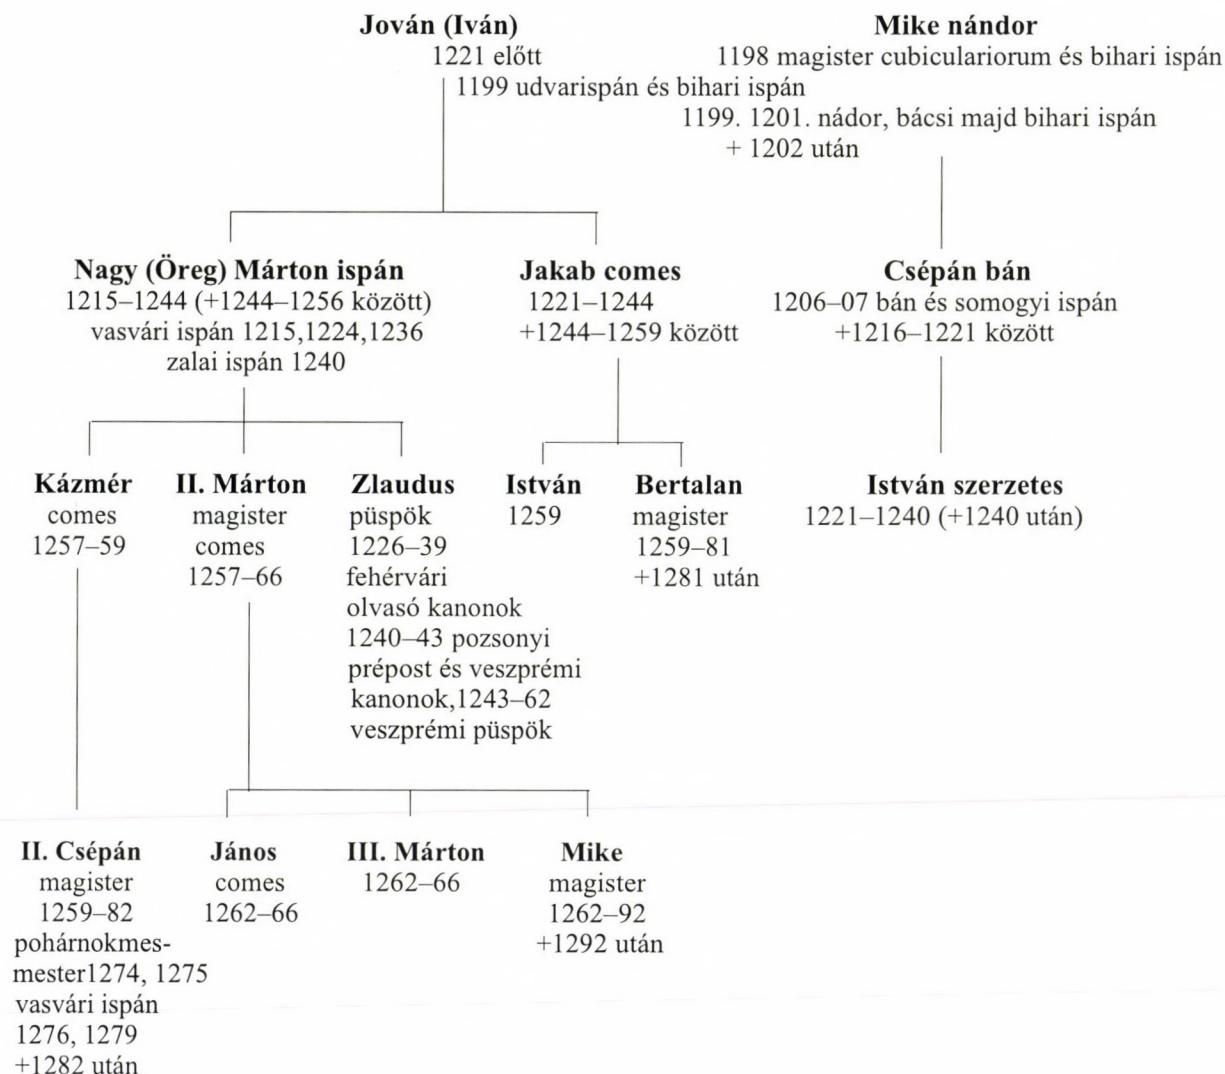 Jován (Iván)
1221 előtt
1199 udvarispán és bihari ispán
Mike nándor
1198 magister cubiculariorum és bihari ispán
1199. 1201. nádor, bácsi majd bihari ispán
+ 1202 után
Nagy (Öreg) Márton ispán
1215–1244 (+1244–1256 között)
vasvári ispán 1215,1224,1236
zalai ispán 1240
Jakab comes
1221–1244
+1244–1259 között
Csépán bán
1206–07 bán és somogyi ispán
+1216–1221 között
Kázmér
comes
1257–59
II. Márton
magister
comes
1257–66
Zlaudus
püspök
1226–39
fehérvári
olvasó kanonok
1240–43 pozsonyi
prépost és veszprémi
kanonok,1243–62
veszprémi püspök
István
1259
Bertalan
magister
1259–81
+1281 után
István szerzetes
1221–1240 (+1240 után)
II. Csépán
magister
1259–82
pohárnokmes-
mester1274, 1275
vasvári ispán
1276, 1279
+1282 után
János
comes
1262–66
III. Márton
1262–66
Mike
magister
1262–92
+1292 után